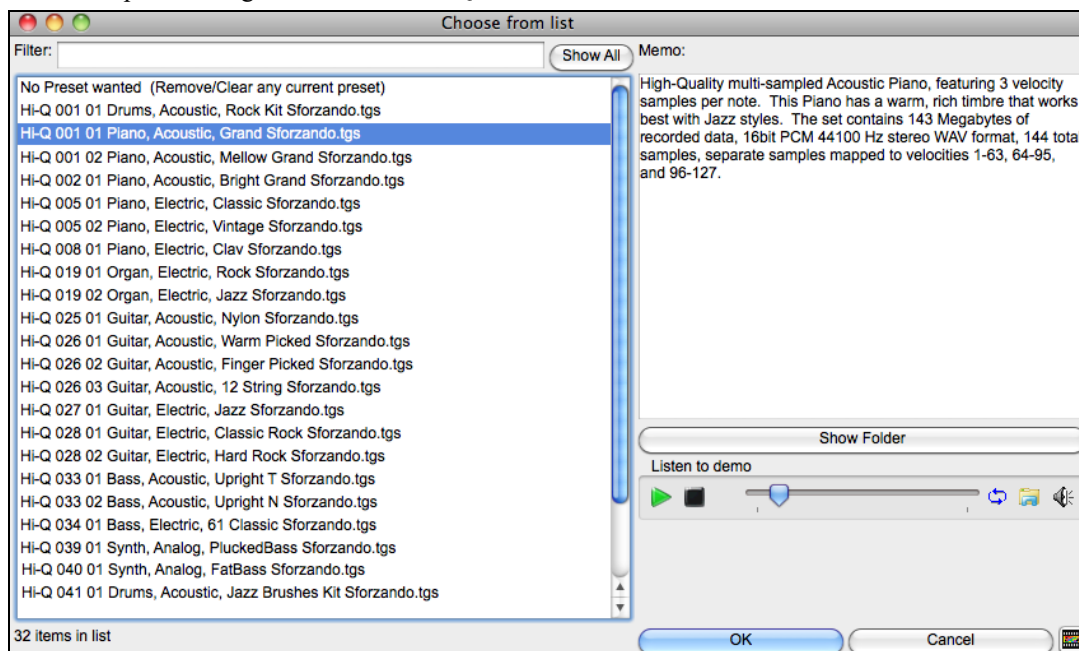 Choose from list
Filter:
Show All
No Preset wanted  (Remove/Clear any current preset)
Hi-Q 001 01 Drums, Acoustic, Rock Kit Sforzando.tgs
Hi-Q 001 01 Piano, Acoustic, Grand Sforzando.tgs
Hi-Q 001 02 Piano, Acoustic, Mellow Grand Sforzando.tgs
Hi-Q 002 01 Piano, Acoustic, Bright Grand Sforzando.tgs
Hi-Q 005 01 Piano, Electric, Classic Sforzando.tgs
Hi-Q 005 02 Piano, Electric, Vintage Sforzando.tgs
Hi-Q 008 01 Piano, Electric, Clav Sforzando.tgs
Hi-Q 019 01 Organ, Electric, Rock Sforzando.tgs
Hi-Q 019 02 Organ, Electric, Jazz Sforzando.tgs
Hi-Q 025 01 Guitar, Acoustic, Nylon Sforzando.tgs
Hi-Q 026 01 Guitar, Acoustic, Warm Picked Sforzando.tgs
Hi-Q 026 02 Guitar, Acoustic, Finger Picked Sforzando.tgs
Hi-Q 026 03 Guitar, Acoustic, 12 String Sforzando.tgs
Hi-Q 027 01 Guitar, Electric, Jazz Sforzando.tgs
Hi-Q 028 01 Guitar, Electric, Classic Rock Sforzando.tgs
Hi-Q 028 02 Guitar, Electric, Hard Rock Sforzando.tgs
Hi-Q 033 01 Bass, Acoustic, Upright T Sforzando.tgs
Hi-Q 033 02 Bass, Acoustic, Upright N Sforzando.tgs
Hi-Q 034 01 Bass, Electric, 61 Classic Sforzando.tgs
Hi-Q 039 01 Synth, Analog, PluckedBass Sforzando.tgs
Hi-Q 040 01 Synth, Analog, FatBass Sforzando.tgs
Hi-Q 041 01 Drums, Acoustic, Jazz Brushes Kit Sforzando.tgs
32 items in list
Memo:
High-Quality multi-sampled Acoustic Piano, featuring 3 velocity
samples per note.  This Piano has a warm, rich timbre that works
best with Jazz styles.  The set contains 143 Megabytes of
recorded data, 16bit PCM 44100 Hz stereo WAV format, 144 total
samples, separate samples mapped to velocities 1-63, 64-95,
and 96-127.
Show Folder
Listen to demo
OK
Cancel